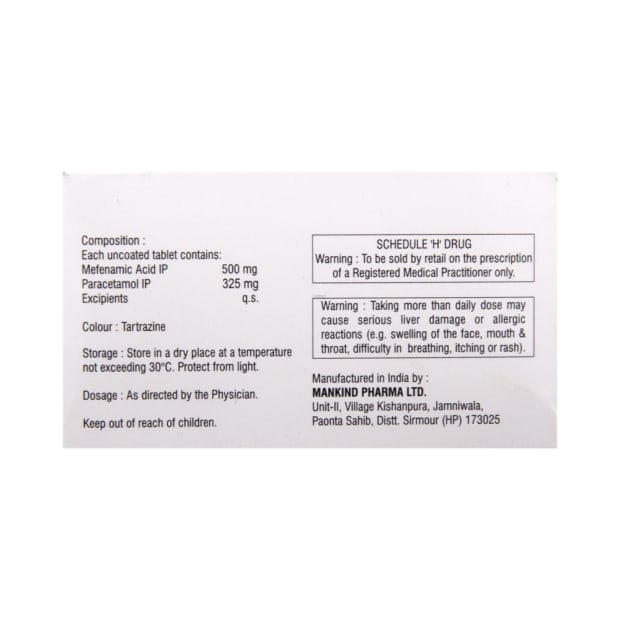 Composition :
Each uncoated tablet contains:
Mefenamic Acid IP 500 mg
Paracetamol IP 325 mg
Excipients q.s.
Colour : Tartrazine
Storage : Store in a dry place at a temperature
not exceeding 30°C. Protect from light.
Dosage : As directed by the Physician.
Keep out of reach of children.
SCHEDULE 'H' DRUG
Warning : To be sold by retail on the prescription
of a Registered Medical Practitioner only.
Warning : Taking more than daily dose may
cause serious liver damage or allergic
reactions (e.g. swelling of the face, mouth &
throat, difficulty in breathing, itching or rash).
Manufactured in India by :
MANKIND PHARMA LTD.
Unit-II, Village Kishanpura, Jamniwala,
Paonta Sahib, Distt. Sirmour (HP) 173025